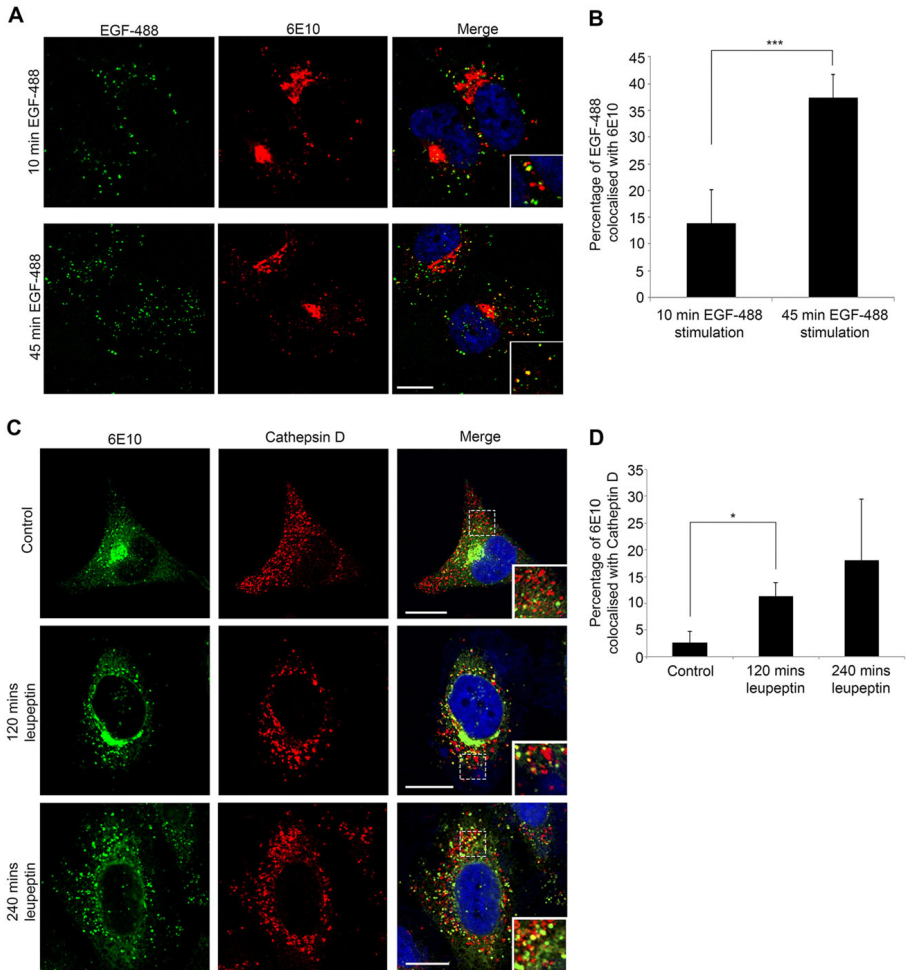 A
EGF-488
6E10
Merge
10 min EGF-488
45 min EGF-488
B
Percentage of EGF-488
colocalised with 6E10
45
40
35
30
25
20
15
10
5
0
***
10 min EGF-488
stimulation
45 min EGF-488
stimulation
C
6E10
Cathepsin D
Merge
Control
120 mins
leupeptin
240 mins
leupeptin
D
Percentage of 6E10
colocalised with Catheptin D
35
30
25
20
15
10
5
0
*
Control
120 mins
leupeptin
240 mins
leupeptin